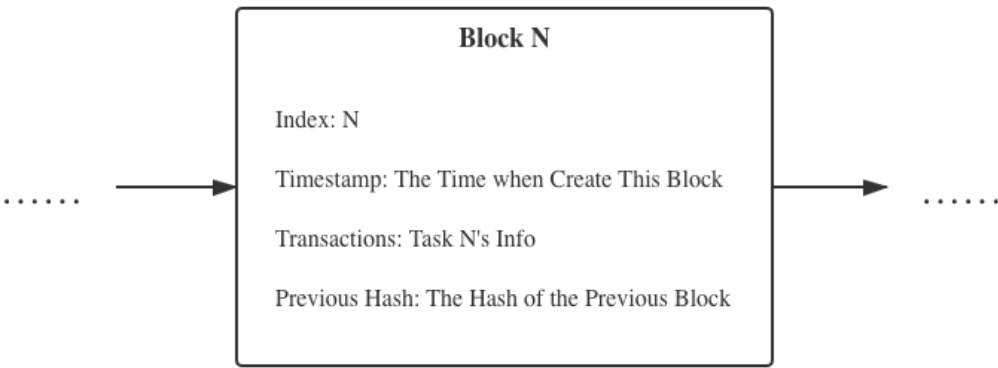 Block N
Index: N
Timestamp: The Time when Create This Block
...... ......
Transactions: Task N's Info
Previous Hash: The Hash of the Previous Block